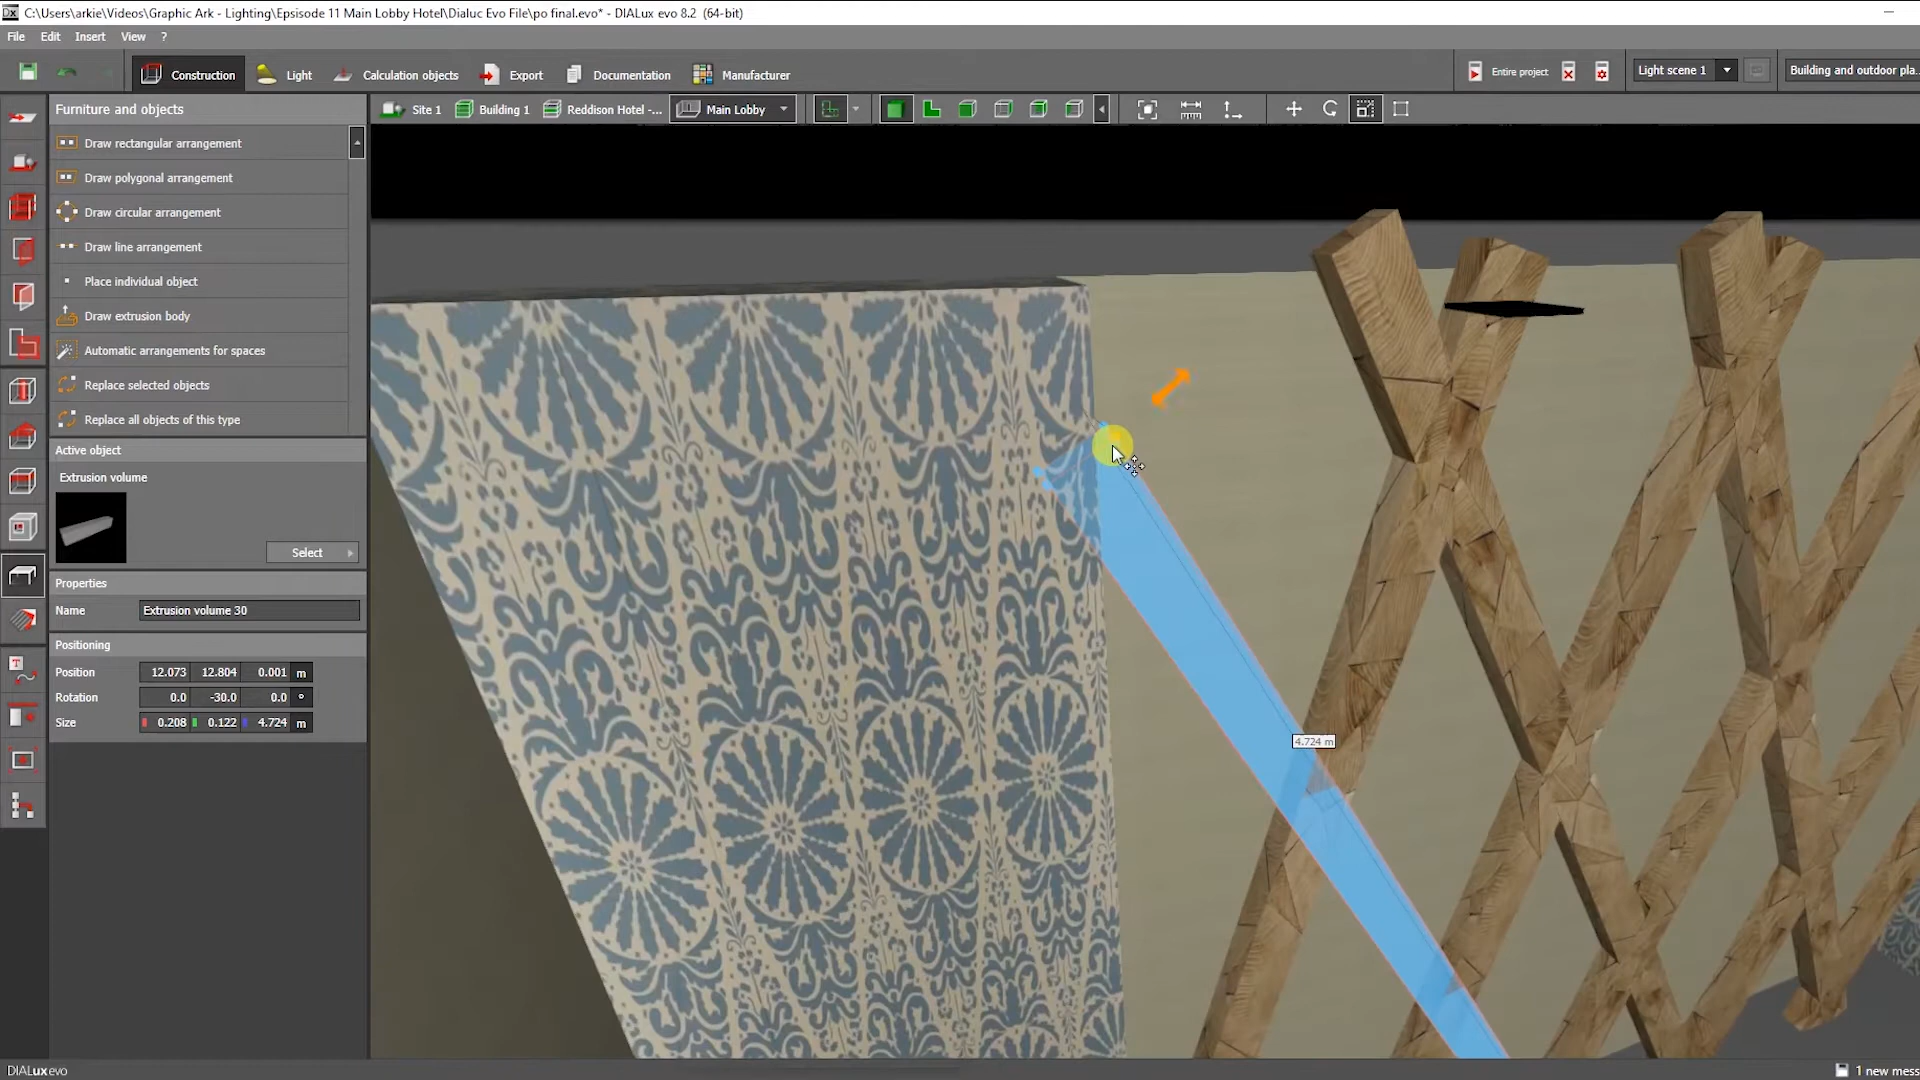 DX C:\Users\arkie\Videos\Graphic Ark - Lighting\Epsisode 11 Main Lobby Hotel\Dialuc Evo File\po final.evo* - DIALux evo 8.2 (64-bit)
File Edit Insert View ?
Construction Light Calculation objects Export Documentation Manufacturer Entire project Light scene 1 Building and outdoor pla...
Furniture and objects
Site 1 Building 1 Reddison Hotel -... Main Lobby
Draw rectangular arrangement
Draw polygonal arrangement
Draw circular arrangement
Draw line arrangement
Place individual object
Draw extrusion body
Automatic arrangements for spaces
Replace selected objects
Replace all objects of this type
Active object
Extrusion volume
Select
Properties
Name Extrusion volume 30
Positioning
Position 12.073 12.804 0.001 m
Rotation 0.0 -30.0 0.0 °
Size 0.208 0.122 4.724 m
4.724 m
DIALux evo
1 new mess